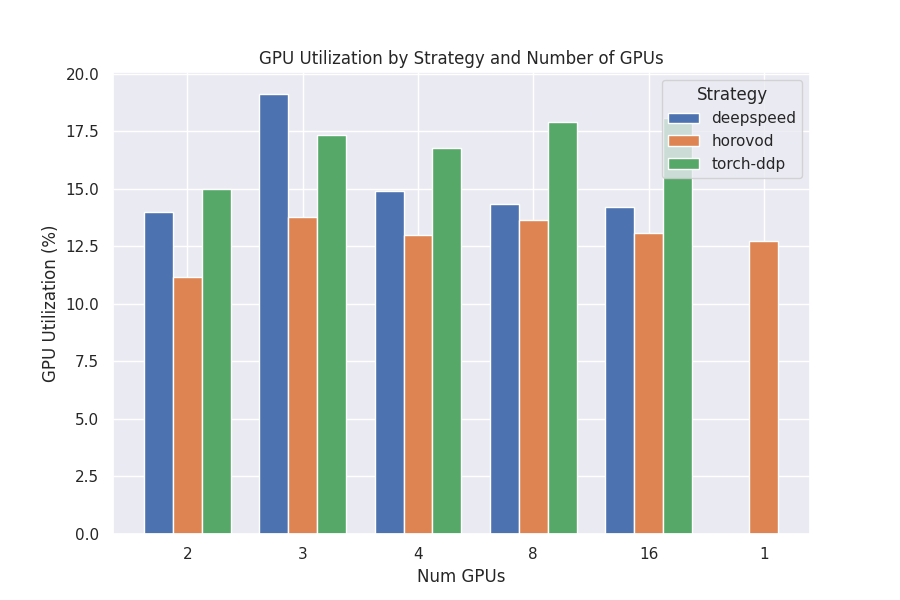 GPU Utilization by Strategy and Number of GPUs
20.0
17.5
15.0
12.5
10.0
7.5
5.0
2.5
0.0
GPU Utilization (%)
Strategy
deepspeed
horovod
torch-ddp
2 3 4 8 16 1
Num GPUs